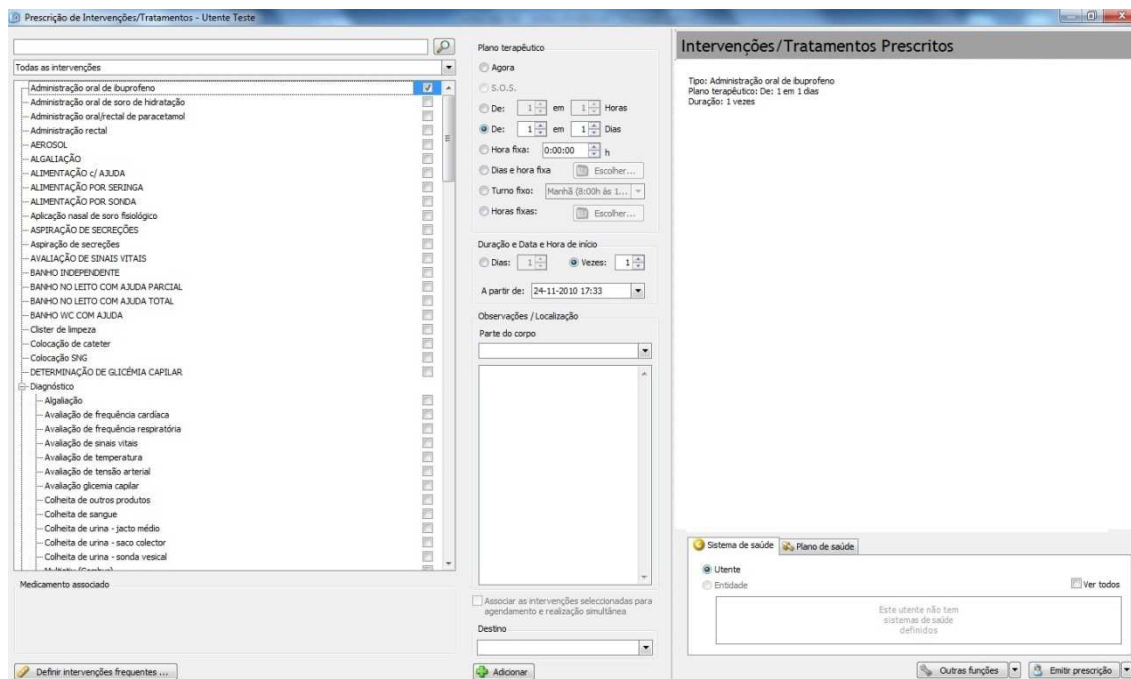 Prescrição de Intervenções/Tratamentos - Utente Teste
Todas as intervenções
Administração oral de ibuprofeno
Administração oral de soro de hidratação
Administração oral/rectal de paracetamol
Administração rectal
AEROSOL
ALGALIAÇÃO
ALIMENTAÇÃO c/ AJUDA
ALIMENTAÇÃO POR SERINGA
ALIMENTAÇÃO POR SONDA
Aplicação nasal de soro fisiológico
ASPIRAÇÃO DE SECREÇÕES
Aspiração de secreções
AVALIAÇÃO DE SINAIS VITAIS
BANHO INDEPENDENTE
BANHO NO LEITO COM AJUDA PARCIAL
BANHO NO LEITO COM AJUDA TOTAL
BANHO WC COM AJUDA
Clister de limpeza
Colocação de cateter
Colocação SNG
DETERMINAÇÃO DE GLICÉMIA CAPILAR
Diagnóstico
Algaliação
Avaliação de frequência cardíaca
Avaliação de frequência respiratória
Avaliação de sinais vitais
Avaliação de temperatura
Avaliação de tensão arterial
Avaliação glicemia capilar
Colheita de outros produtos
Colheita de sangue
Colheita de urina - jacto médio
Colheita de urina - saco colector
Colheita de urina - sonda vesical
Medicamento associado
Definir intervenções frequentes ...
Plano terapêutico
Agora
S.O.S.
De: 1 em 1 Horas
De: 1 em 1 Dias
Hora fixa: 0:00:00 h
Dias e hora fixa Escolher...
Turno fixo: Manhã (8:00h às 1...
Horas fixas: Escolher...
Duração e Data e Hora de início
Dias: 1 Vezes: 1
A partir de: 24-11-2010 17:33
Observações / Localização
Parte do corpo
Associar as intervenções seleccionadas para
agendamento e realização simultânea
Destino
Adicionar
Intervenções/Tratamentos Prescritos
Tipo: Administração oral de ibuprofeno
Plano terapêutico: De: 1 em 1 dias
Duração: 1 vezes
Sistema de saúde Plano de saúde
Utente
Entidade Ver todos
Este utente não tem
sistemas de saúde
definidos
Outras funções Emitir prescrição